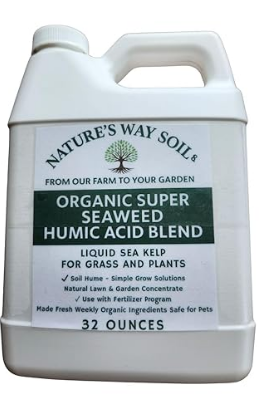 NATURE'S WAY SOIL®
FROM OUR FARM TO YOUR GARDEN
ORGANIC SUPER
SEAWEED
HUMIC ACID BLEND
LIQUID SEA KELP
FOR GRASS AND PLANTS
✓ Soil Hume - Simple Grow Solutions
Natural Lawn & Garden Concentrate
✓ Use with Fertilizer Program
Made Fresh Weekly Organic Ingredients Safe for Pets
32 OUNCES